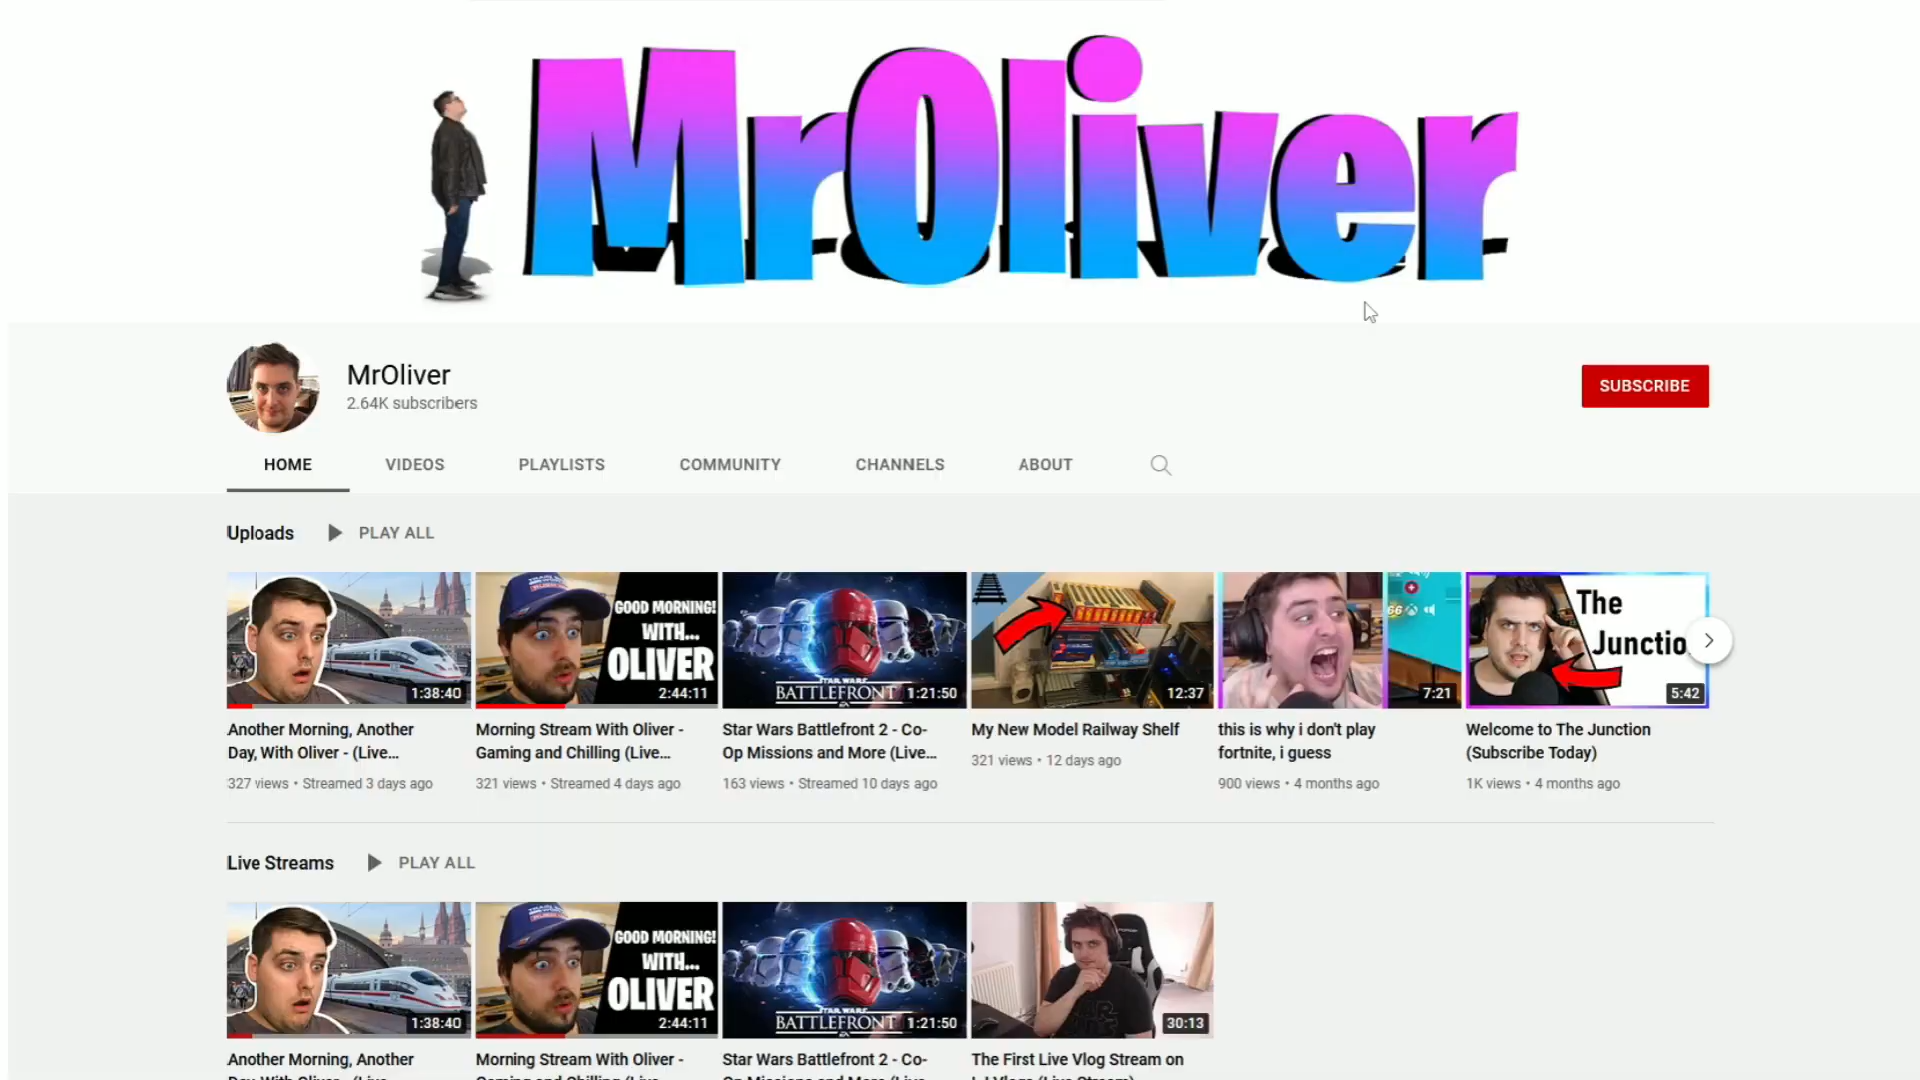 MrOliver
MrOliver
2.64K subscribers
SUBSCRIBE
HOME VIDEOS PLAYLISTS COMMUNITY CHANNELS ABOUT
Uploads PLAY ALL
GOOD MORNING!
WITH...
OLIVER
STAR WARS
BATTLEFRONT
66
The
Junctio
1:38:40 2:44:11 1:21:50 12:37 7:21 5:42
Another Morning, Another
Day, With Oliver - (Live...
327 views • Streamed 3 days ago
Morning Stream With Oliver -
Gaming and Chilling (Live...
321 views • Streamed 4 days ago
Star Wars Battlefront 2 - Co-
Op Missions and More (Live...
163 views • Streamed 10 days ago
My New Model Railway Shelf
321 views • 12 days ago
this is why i don't play
fortnite, i guess
900 views • 4 months ago
Welcome to The Junction
(Subscribe Today)
1K views • 4 months ago
Live Streams PLAY ALL
GOOD MORNING!
WITH...
OLIVER
STAR WARS
BATTLEFRONT
1:38:40 2:44:11 1:21:50 30:13
Another Morning, Another
Morning Stream With Oliver -
Star Wars Battlefront 2 - Co-
The First Live Vlog Stream on